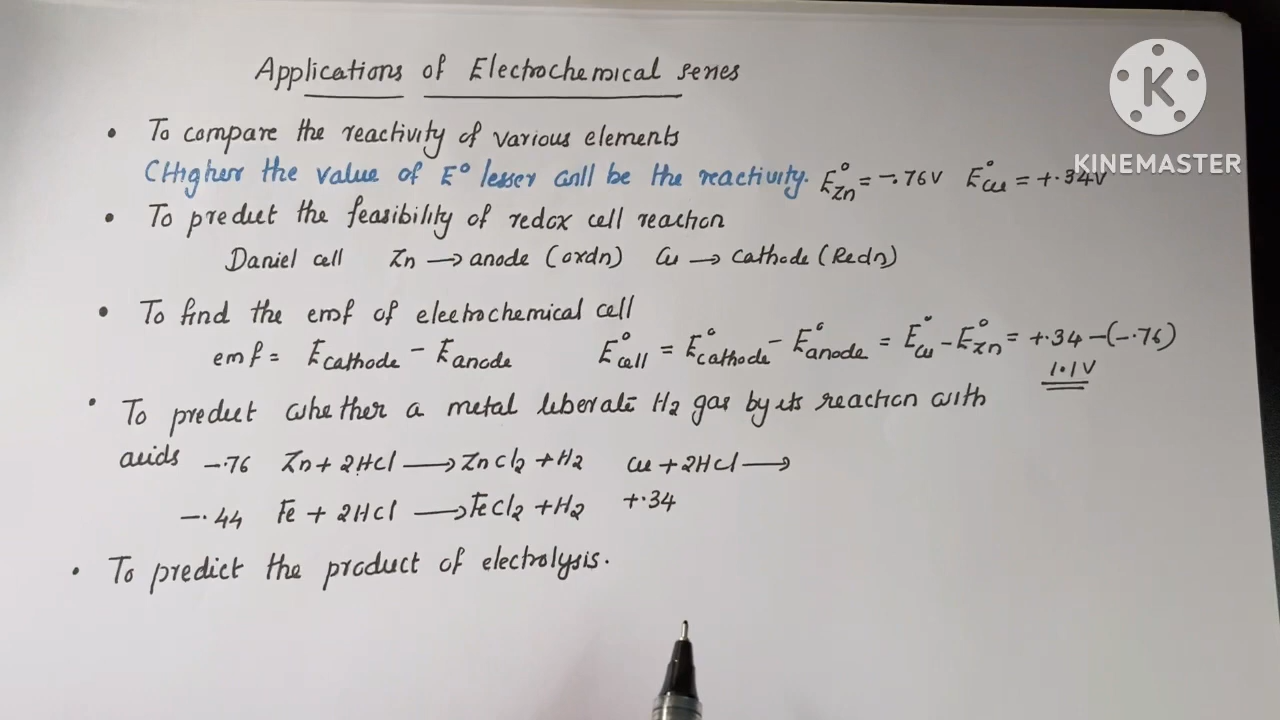 Applications of Electrochemical series
K
KINEMASTER
• To compare the reactivity of various elements
(Higher the value of E° lesser will be the reactivity. E°Zn = -.76V E°Cu = +.34V
• To predict the feasibility of redox cell reaction
Daniel cell Zn → anode (oxdn) Cu → cathode (Redn)
• To find the emf of electrochemical cell
emf = Ecathode - Eanode E°cell = E°cathode - E°anode = E°Cu - E°Zn = +.34 -(-.76)
1.1V
• To predict whether a metal liberate H2 gas by its reaction with
acids -.76 Zn + 2HCl → ZnCl2 + H2 Cu + 2HCl →
-.44 Fe + 2HCl → FeCl2 + H2 +.34
• To predict the product of electrolysis.